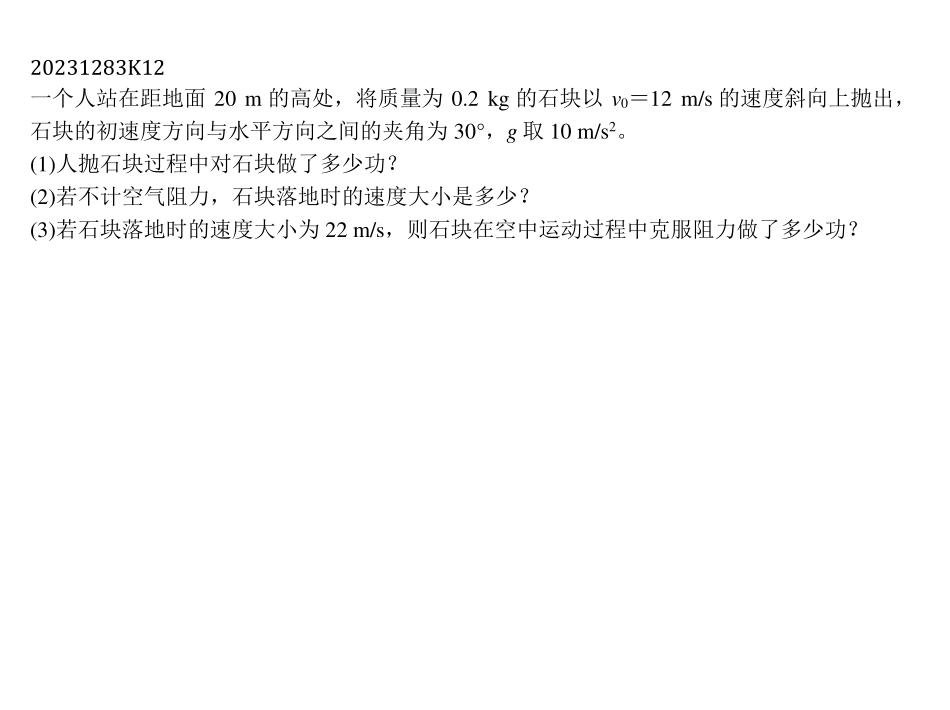 20231283K12
一个人站在距地面 20 m 的高处，将质量为 0.2 kg 的石块以 v₀＝12 m/s 的速度斜向上抛出，
石块的初速度方向与水平方向之间的夹角为 30°，g 取 10 m/s²。
(1)人抛石块过程中对石块做了多少功？
(2)若不计空气阻力，石块落地时的速度大小是多少？
(3)若石块落地时的速度大小为 22 m/s，则石块在空中运动过程中克服阻力做了多少功？